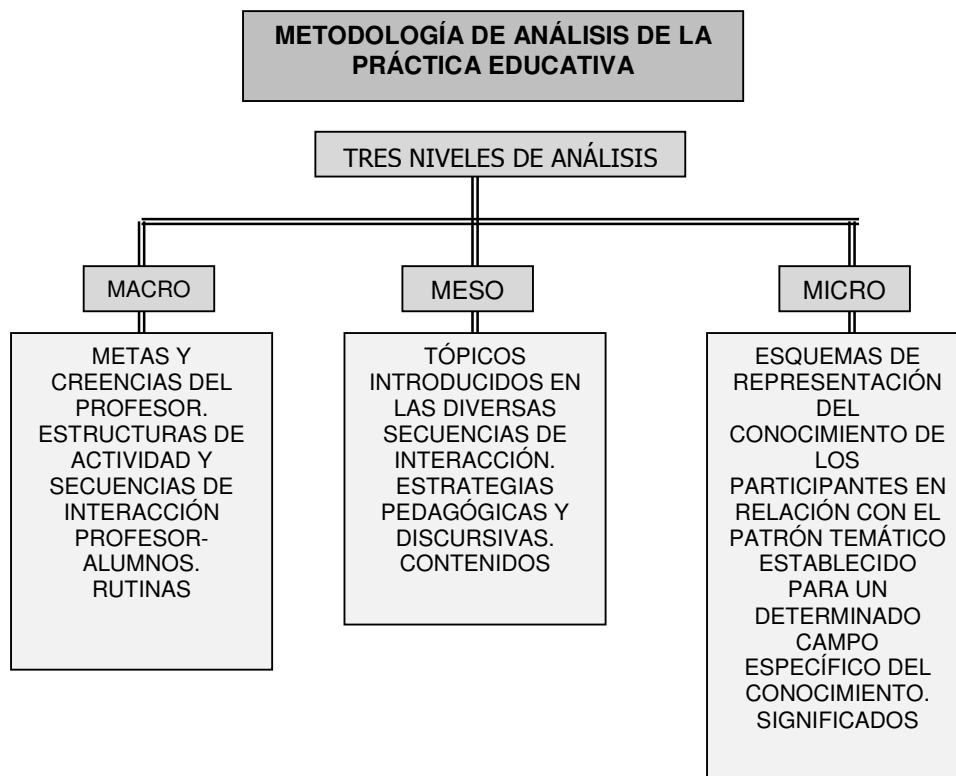 METODOLOGÍA DE ANÁLISIS DE LA
PRÁCTICA EDUCATIVA
TRES NIVELES DE ANÁLISIS
MACRO
METAS Y
CREENCIAS DEL
PROFESOR.
ESTRUCTURAS DE
ACTIVIDAD Y
SECUENCIAS DE
INTERACCIÓN
PROFESOR-
ALUMNOS.
RUTINAS
MESO
TÓPICOS
INTRODUCIDOS EN
LAS DIVERSAS
SECUENCIAS DE
INTERACCIÓN.
ESTRATEGIAS
PEDAGÓGICAS Y
DISCURSIVAS.
CONTENIDOS
MICRO
ESQUEMAS DE
REPRESENTACIÓN
DEL
CONOCIMIENTO DE
LOS
PARTICIPANTES EN
RELACIÓN CON EL
PATRÓN TEMÁTICO
ESTABLECIDO
PARA UN
DETERMINADO
CAMPO
ESPECÍFICO DEL
CONOCIMIENTO.
SIGNIFICADOS